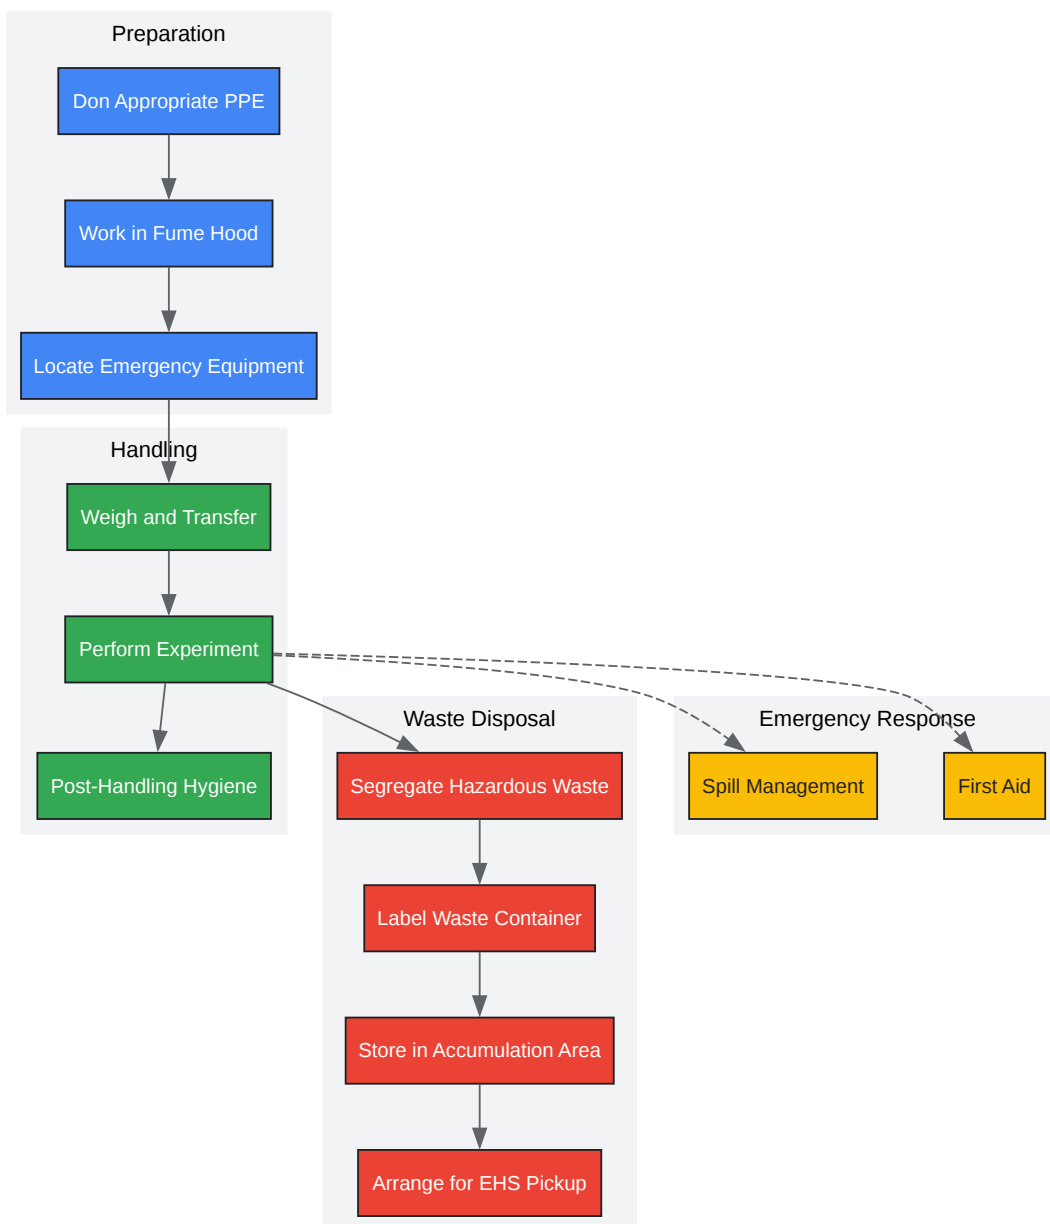 Preparation
Don Appropriate PPE
Work in Fume Hood
Locate Emergency Equipment
Handling
Weigh and Transfer
Perform Experiment
Post-Handling Hygiene
Waste Disposal
Segregate Hazardous Waste
Label Waste Container
Store in Accumulation Area
Arrange for EHS Pickup
Emergency Response
Spill Management
First Aid